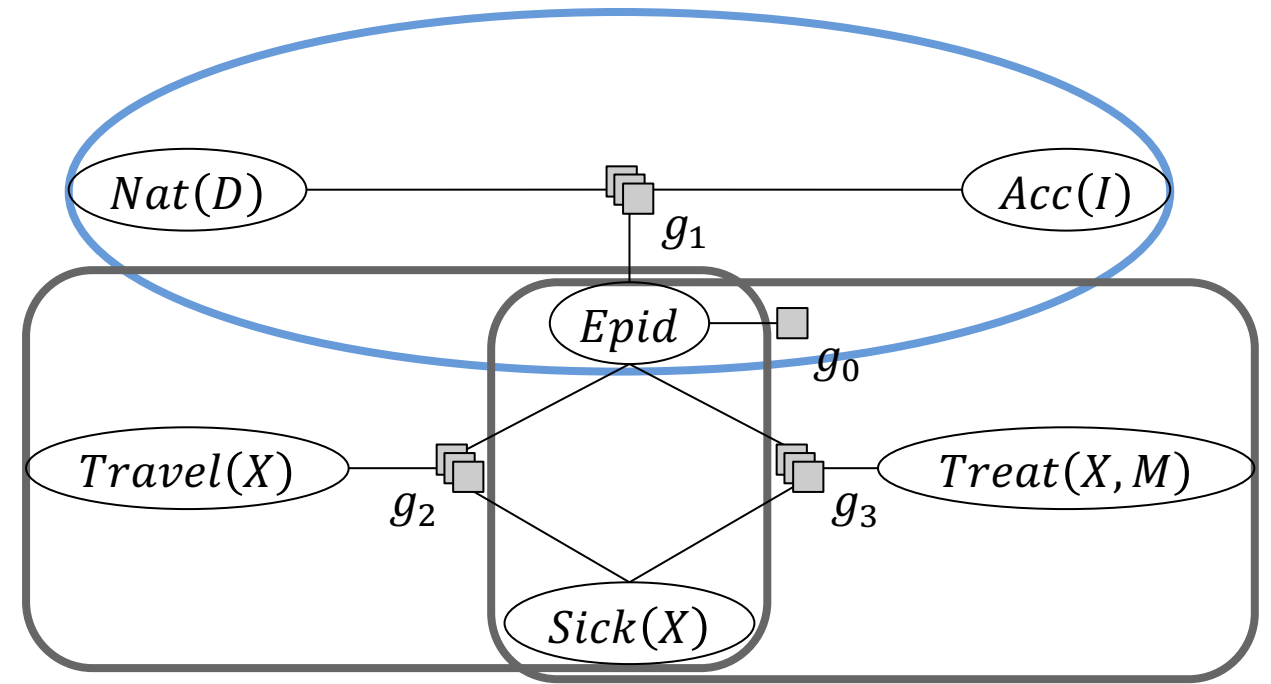 Nat(D)
Acc(I)
g₁
Epid
g₀
Travel(X)
Treat(X, M)
g₂
g₃
Sick(X)